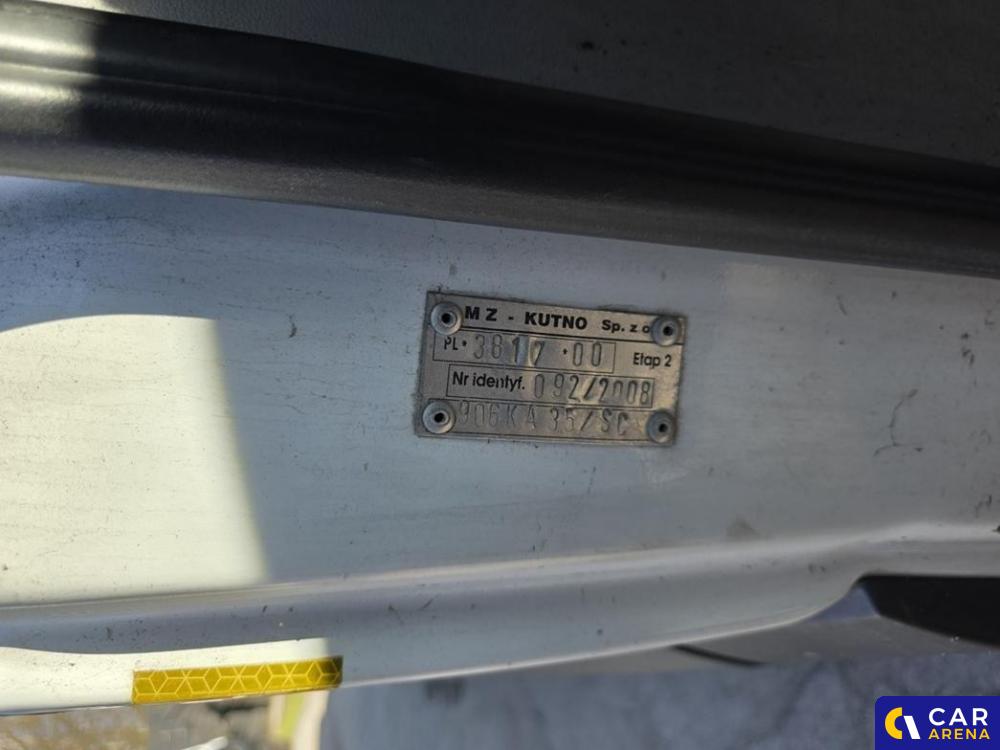 MZ - KUTNO Sp. z o
PL * 3817 * 00 Etap 2
Nr identyf. 092/2008
906KA35/SC
CAR
ARENA